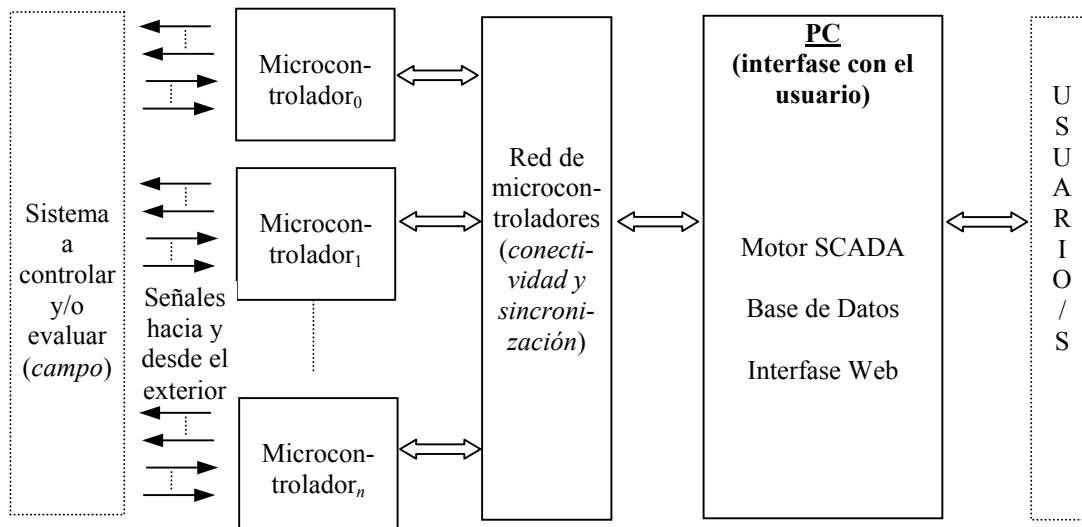 Sistema
a
controlar
y/o
evaluar
(campo)
Señales
hacia y
desde el
exterior
Microcon-
trolador0
Microcon-
trolador1
Microcon-
troladorn
Red de
microcon-
troladores
(conecti-
vidad y
sincroni-
zación)
PC
(interfase con el
usuario)
Motor SCADA
Base de Datos
Interfase Web
U
S
U
A
R
I
O
/
S